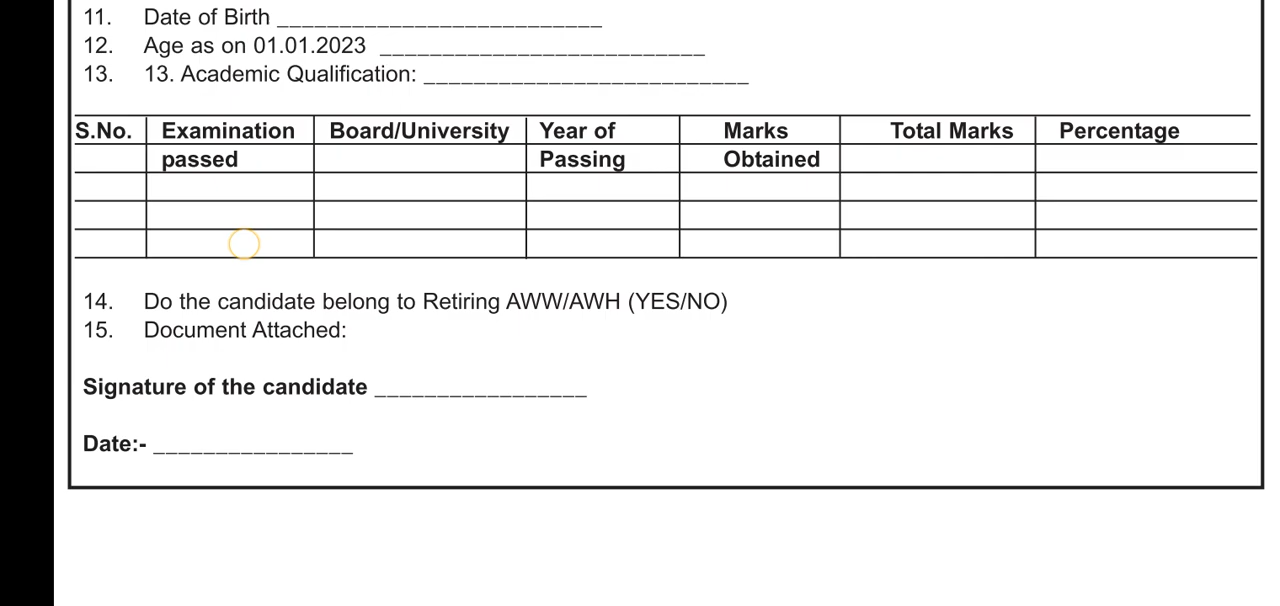 11. Date of Birth __________________________
12. Age as on 01.01.2023 __________________________
13. 13. Academic Qualification: __________________________
S.No. Examination Board/University Year of Marks Total Marks Percentage
passed Passing Obtained
14. Do the candidate belong to Retiring AWW/AWH (YES/NO)
15. Document Attached:
Signature of the candidate _________________
Date:- ________________